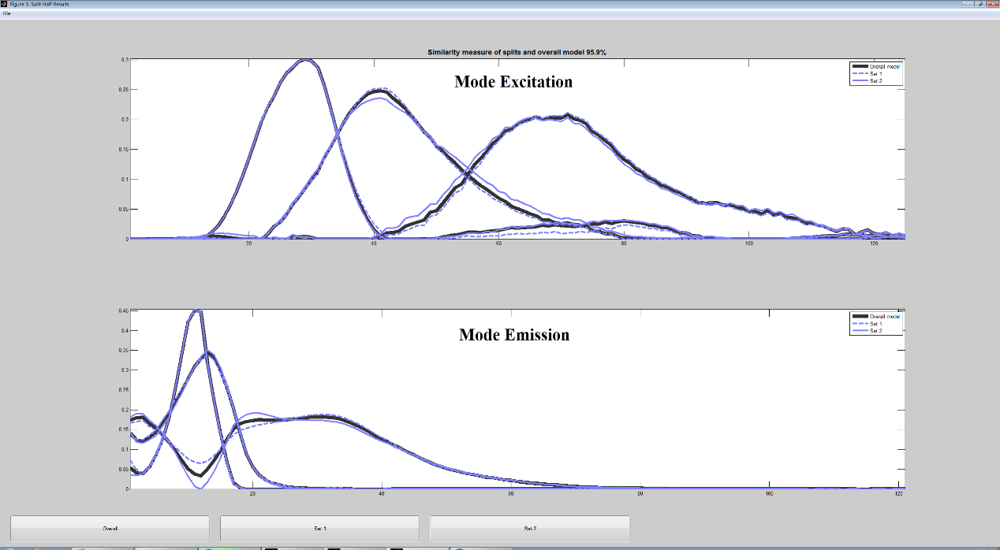 Figure 1: Split Half Results
File
Similarity measure of splits and overall model 95.9%
Mode Excitation
Overall model
Set 1
Set 2
0.3
0.25
0.2
0.15
0.1
0.05
0
20
40
60
80
100
120
Mode Emission
Overall model
Set 1
Set 2
0.45
0.4
0.35
0.3
0.25
0.2
0.15
0.1
0.05
0
20
40
60
80
100
120
Overall
Set 1
Set 2